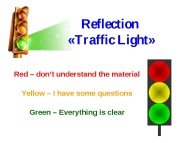 Reflection
«Traffic Light»
Red – don't understand the material
Yellow – I have some questions
Green – Everything is clear